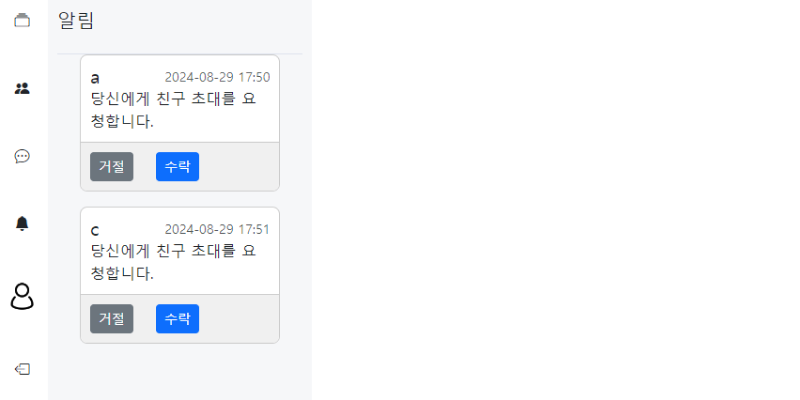 알림
a 2024-08-29 17:50
당신에게 친구 초대를 요
청합니다.
거절 수락
c 2024-08-29 17:51
당신에게 친구 초대를 요
청합니다.
거절 수락